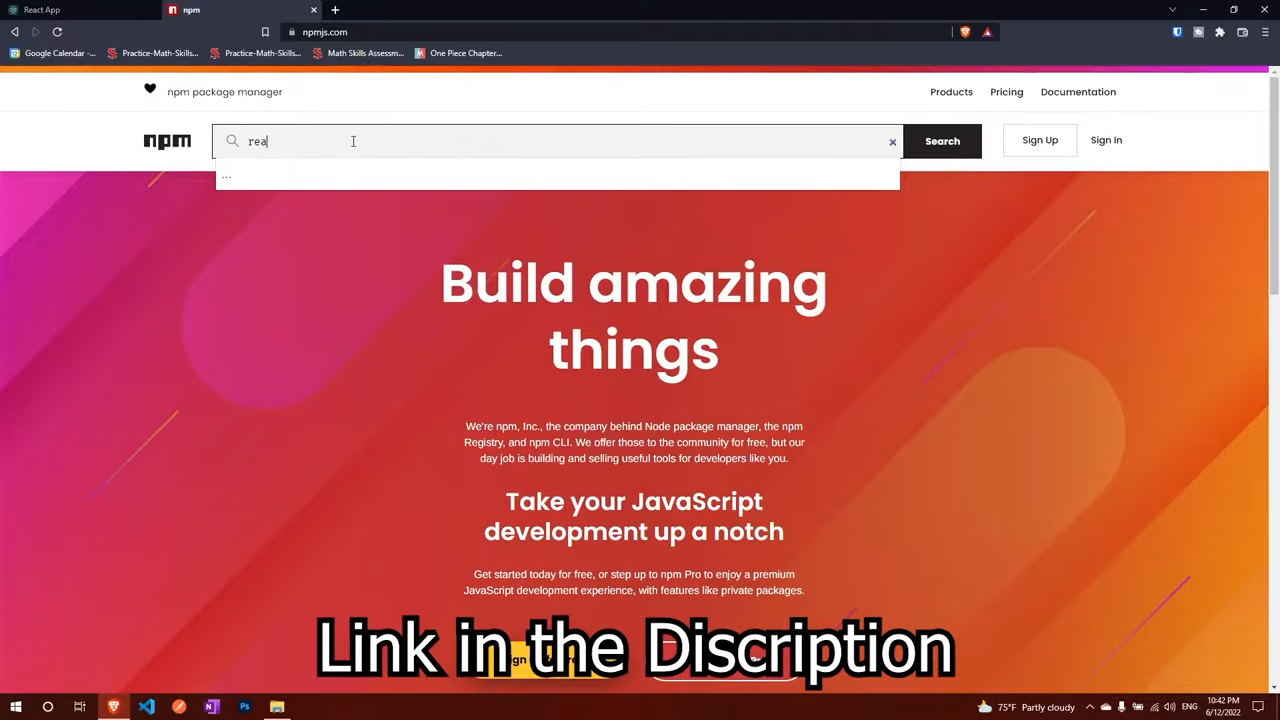 React App
npm
npmjs.com
Google Calendar -...
Practice-Math-Skills...
Practice-Math-Skills...
Math Skills Assessm...
One Piece Chapter...
npm package manager
Products
Pricing
Documentation
npm
rea
Search
Sign Up
Sign In
...
Build amazing
things
We're npm, Inc., the company behind Node package manager, the npm
Registry, and npm CLI. We offer those to the community for free, but our
day job is building and selling useful tools for developers like you.
Take your JavaScript
development up a notch
Get started today for free, or step up to npm Pro to enjoy a premium
JavaScript development experience, with features like private packages.
Link in the Discription
75°F Partly cloudy
ENG
10:42 PM
6/12/2022